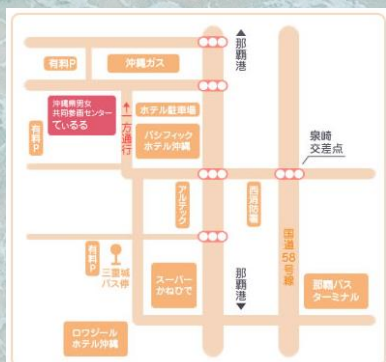 那覇港
有料P
沖縄ガス
沖縄県男女
共同参画センター
ているる
一方通行
ホテル駐車場
パシフィック
ホテル沖縄
有料P
泉崎
交差点
アルテック
西消防署
国道58号線
有料P
三重城
バス停
スーパー
かねひで
那覇港
那覇バス
ターミナル
ロワジール
ホテル沖縄